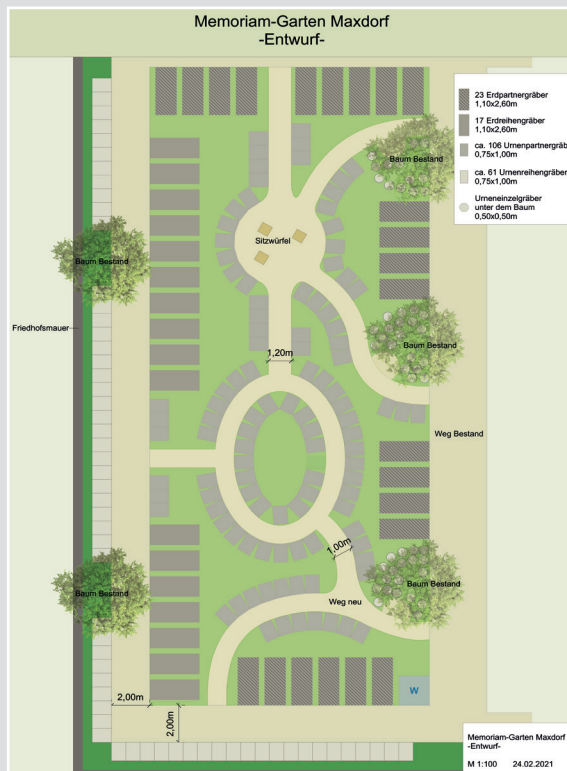 Memoriam-Garten Maxdorf
-Entwurf-
23 Erdpartnergräber
1,10x2,60m
17 Erdreihengräber
1,10x2,60m
ca. 106 Urnenpartnergräb
0,75x1,00m
ca. 61 Urnenreihengräber
0,75x1,00m
Urneneinzelgräber
unter dem Baum
0,50x0,50m
Baum Bestand
Sitzwürfel
Baum Bestand
Friedhofsmauer
Baum Bestand
1,20m
Weg Bestand
1,00m
Baum Bestand
Baum Bestand
Weg neu
W
2,00m
2,00m
Memoriam-Garten Maxdorf
-Entwurf-
M 1:100 24.02.2021